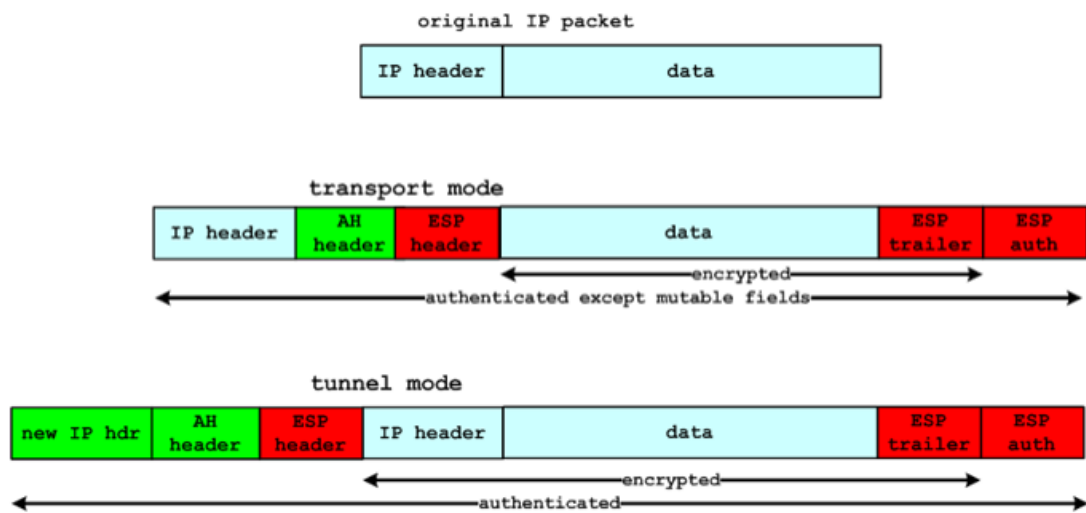 original IP packet
IP header data
transport mode
IP header AH header ESP header data ESP trailer ESP auth
encrypted
authenticated except mutable fields
tunnel mode
new IP hdr AH header ESP header IP header data ESP trailer ESP auth
encrypted
authenticated